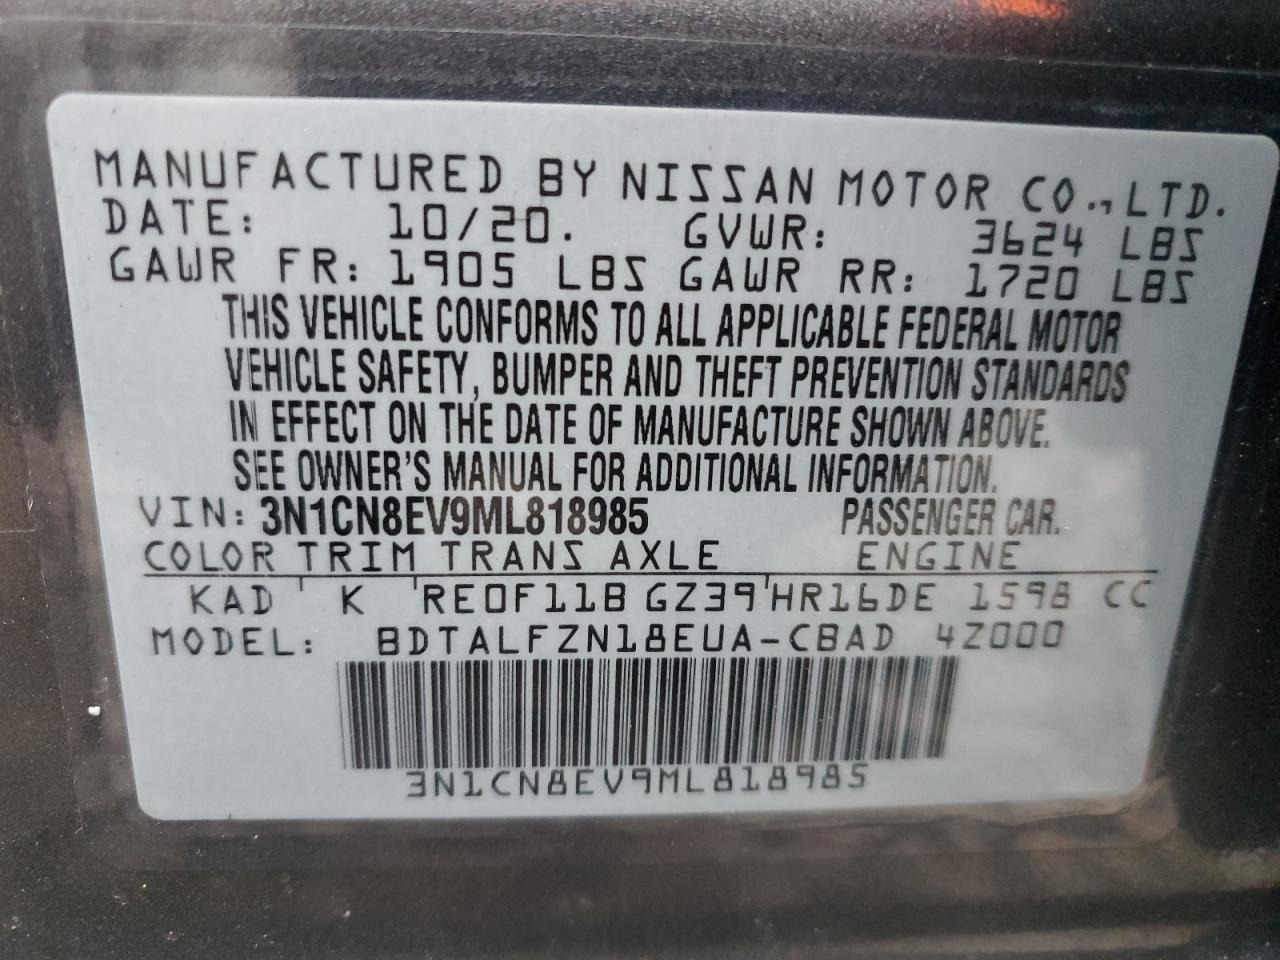 MANUFACTURED BY NISSAN MOTOR CO., LTD.
DATE: 10/20. GVWR: 3624 LBS
GAWR FR: 1905 LBS GAWR RR: 1720 LBS
THIS VEHICLE CONFORMS TO ALL APPLICABLE FEDERAL MOTOR
VEHICLE SAFETY, BUMPER AND THEFT PREVENTION STANDARDS
IN EFFECT ON THE DATE OF MANUFACTURE SHOWN ABOVE.
SEE OWNER'S MANUAL FOR ADDITIONAL INFORMATION.
VIN: 3N1CN8EV9ML818985 PASSENGER CAR.
COLOR TRIM TRANS AXLE ENGINE
KAD K RE0F11B GZ39 HR16DE 1598 CC
MODEL: BDTALFZN18EUA-CBAD 4Z000
3N1CN8EV9ML818985